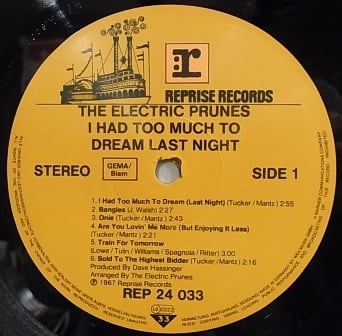 r:
REPRISE RECORDS
THE ELECTRIC PRUNES
I HAD TOO MUCH TO
DREAM LAST NIGHT
STEREO
GEMA/
Biem
SIDE 1
1. I Had Too Much To Dream (Last Night) (Tucker / Mantz) 2:55
2. Bangles (J. Walsh) 2:27
3. Onie (Tucker / Mantz) 2:43
4. Are You Lovin' Me More (But Enjoying It Less)
(Tucker / Mantz) 2:21
5. Train For Tomorrow
(Lowe / Tulin / Williams / Spagnola / Ritter) 3:00
6. Sold To The Highest Bidder (Tucker / Mantz) 2:16
Produced by Dave Hassinger
Arranged by The Electric Prunes
℗ 1967 Reprise Records
REP 24 033
33